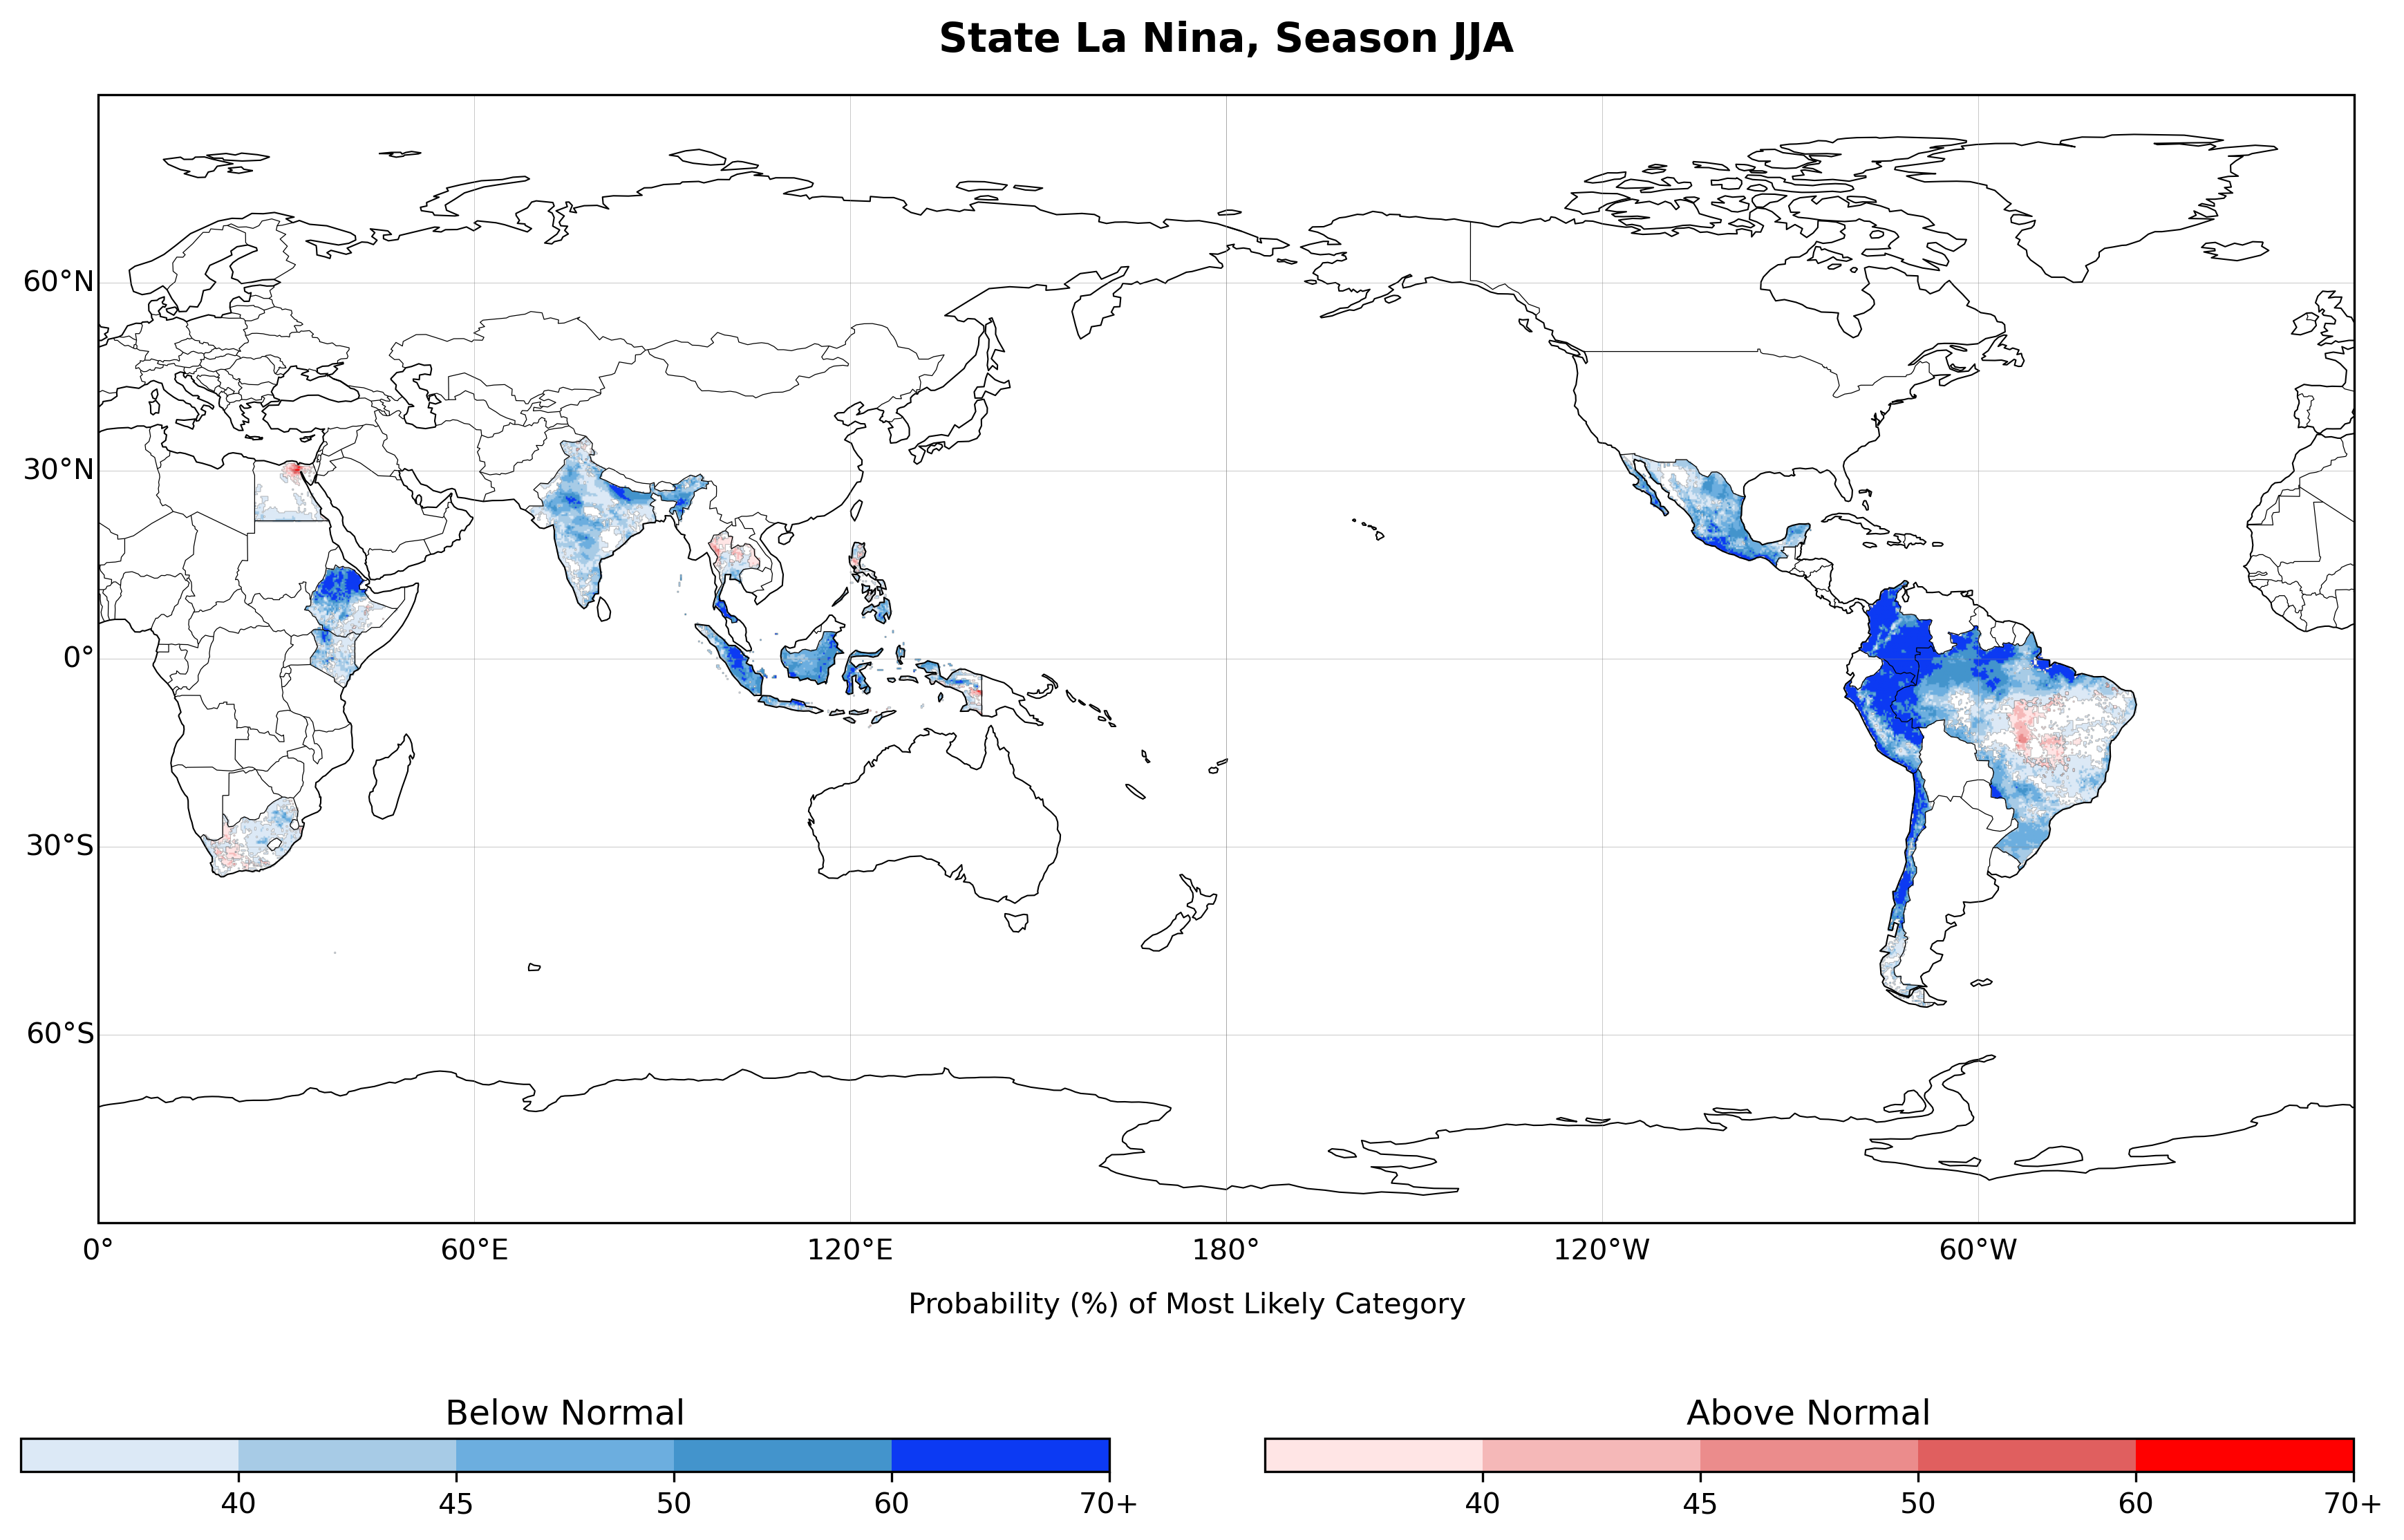 State La Nina, Season JJA
60°N
30°N
0°
30°S
60°S
0°
60°E
120°E
180°
120°W
60°W
Probability (%) of Most Likely Category
Below Normal
Above Normal
40
45
50
60
70+
40
45
50
60
70+